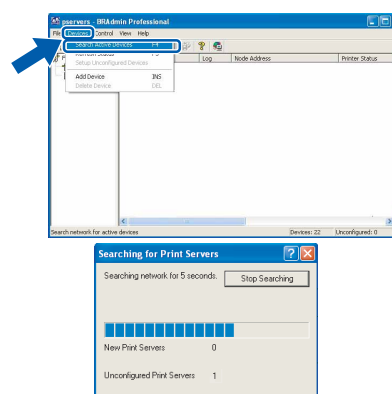 pservers - BRAdmin Professional
File Devices Control View Help
Search Active Devices F4
Log Node Address Printer Status
Setup Unconfigured Devices
Add Device INS
Delete Device DEL
Search network for active devices Devices: 22 Unconfigured: 0
Searching for Print Servers
Searching network for 5 seconds. Stop Searching
New Print Servers 0
Unconfigured Print Servers 1